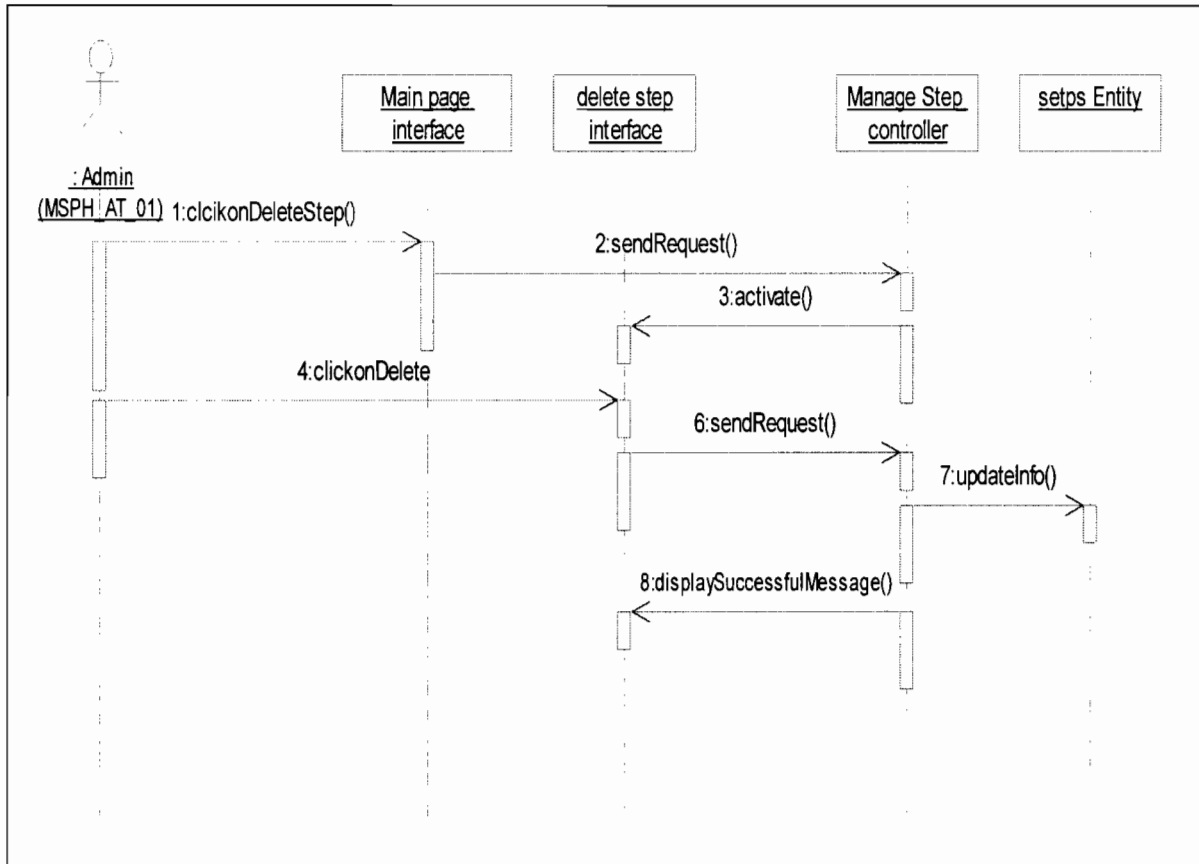 Main page
interface
delete step
interface
Manage Step
controller
setps Entity
: Admin
(MSPH_AT_01)
1:clcikonDeleteStep()
2:sendRequest()
3:activate()
4:clickonDelete
6:sendRequest()
7:updateInfo()
8:displaySuccessfulMessage()